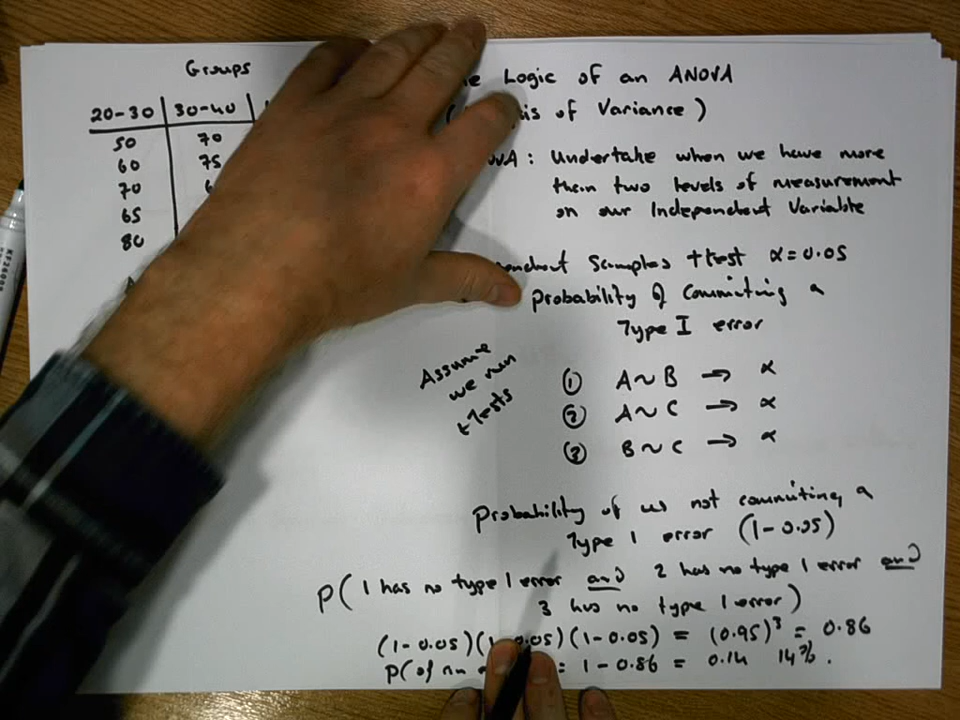 Groups
20-30 | 30-40 |
50 70
60 75
70 6
65
80
Logic of an ANOVA
is of Variance)
: Undertake when we have more
than two levels of measurement
on our Independent Variable
Samples t test α=0.05
Probability of Commiting a
Type I error
Assume
we run
t Tests
① A~B → α
② A~C → α
③ B~C → α
Probability of us not commiting a
Type 1 error (1-0.05)
P( 1 has no type 1 error and 2 has no type 1 error and
3 has no type 1 error)
(1-0.05)(1-0.05)(1-0.05) = (0.95)³ = 0.86
P( = 1-0.86 = 0.14 14%.